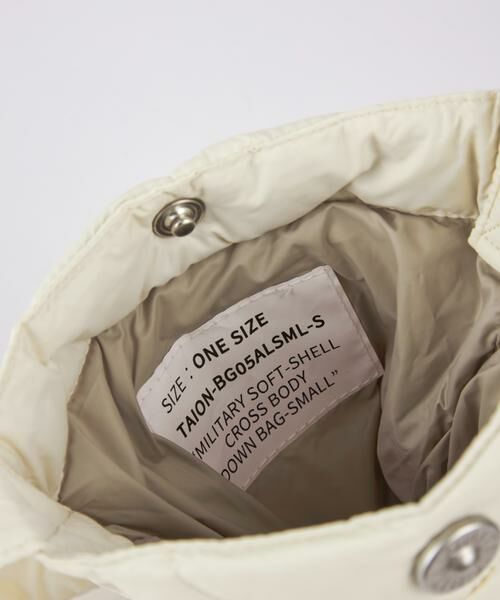 SIZE : ONE SIZE
TAION-BG05ALSML-S
"MILITARY SOFT-SHELL
CROSS BODY
DOWN BAG-SMALL"